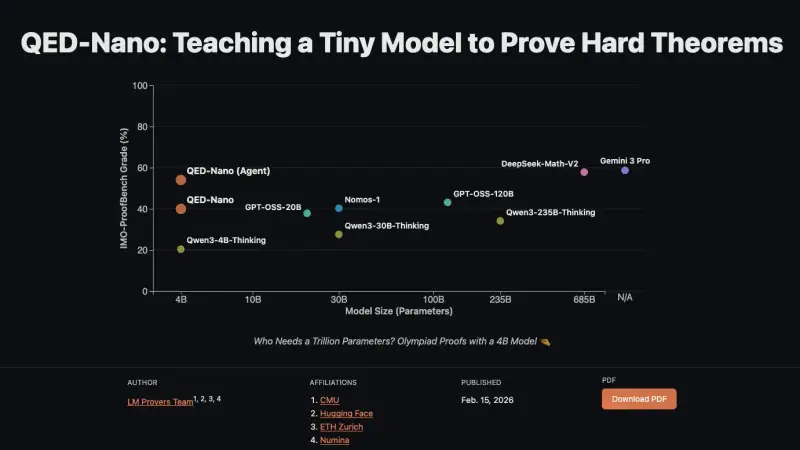 QED-Nano: Teaching a Tiny Model to Prove Hard Theorems
IMO-ProofBench Grade (%)
100
80
60
40
20
0
QED-Nano (Agent)
QED-Nano
Qwen3-4B-Thinking
GPT-OSS-20B
Nomos-1
Qwen3-30B-Thinking
GPT-OSS-120B
Qwen3-235B-Thinking
DeepSeek-Math-V2
Gemini 3 Pro
4B
10B
30B
100B
235B
685B
N/A
Model Size (Parameters)
Who Needs a Trillion Parameters? Olympiad Proofs with a 4B Model
AUTHOR
LM Provers Team1, 2, 3, 4
AFFILIATIONS
1. CMU
2. Hugging Face
3. ETH Zurich
4. Numina
PUBLISHED
Feb. 15, 2026
PDF
Download PDF